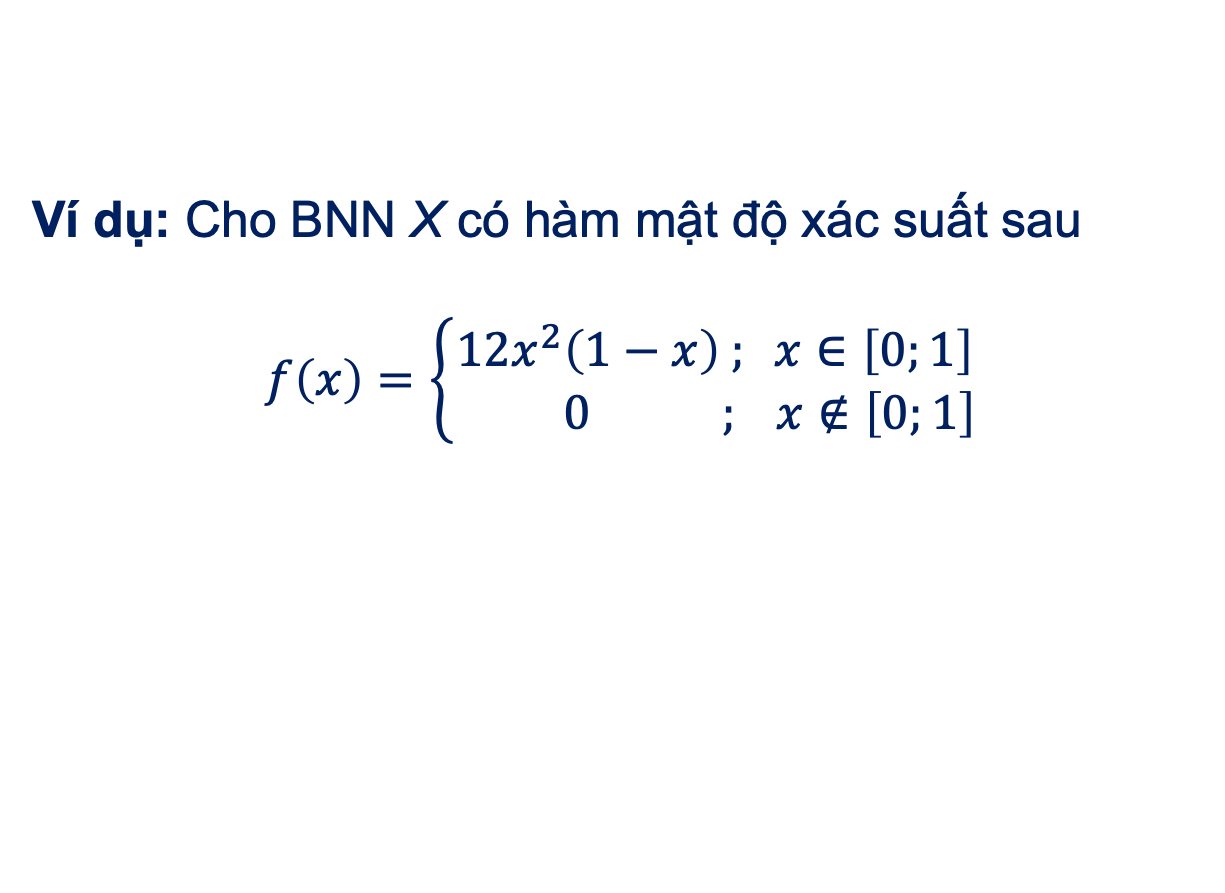 Ví dụ: Cho BNN X có hàm mật độ xác suất sau
f(x) = {12x²(1 − x) ; x ∈ [0; 1]
0 ; x ∉ [0; 1]